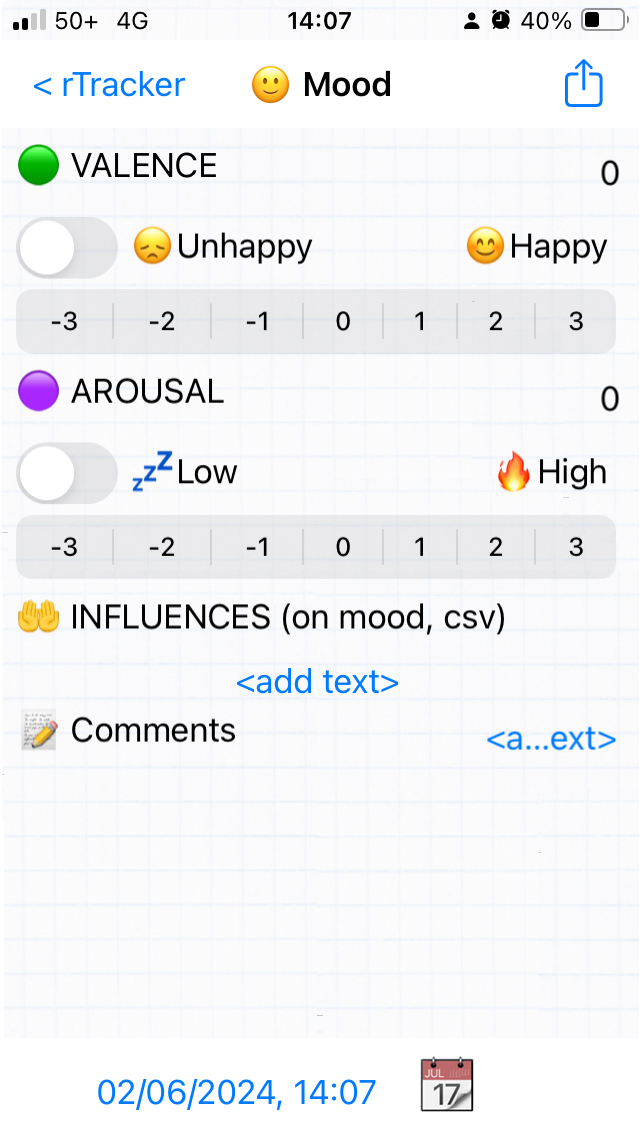 50+ 4G 14:07 40%
< rTracker 🙂 Mood
VALENCE 0
Unhappy Happy
-3 -2 -1 0 1 2 3
AROUSAL 0
zzZ Low High
-3 -2 -1 0 1 2 3
INFLUENCES (on mood, csv)
<add text>
Comments <a...ext>
02/06/2024, 14:07 JUL 17